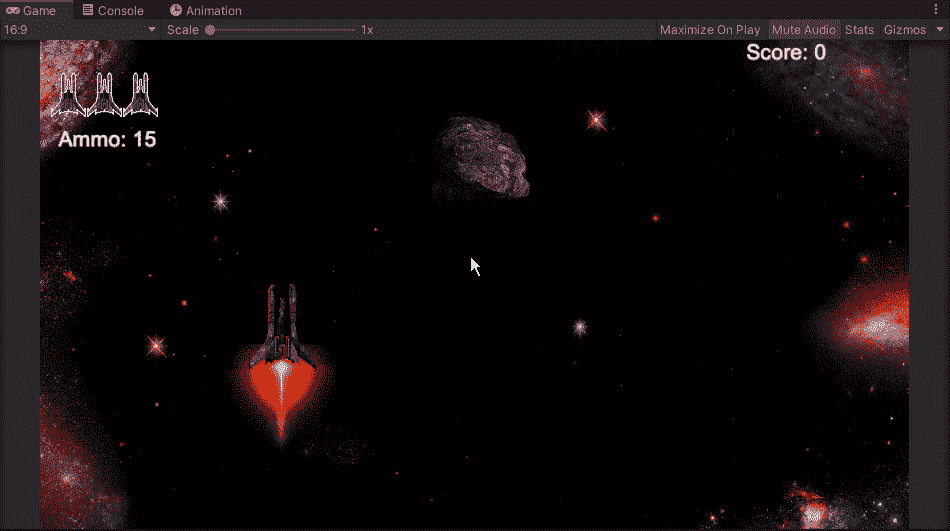 Game Console Animation
16:9 Scale 1x Maximize On Play Mute Audio Stats Gizmos
Score: 0
Ammo: 15